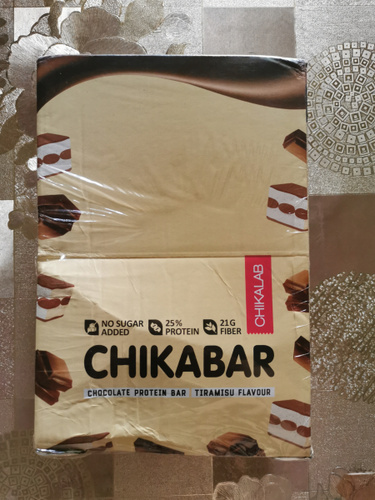 CHIKALAB
NO SUGAR ADDED
25% PROTEIN
21G FIBER
CHIKABAR
CHOCOLATE PROTEIN BAR | TIRAMISU FLAVOUR